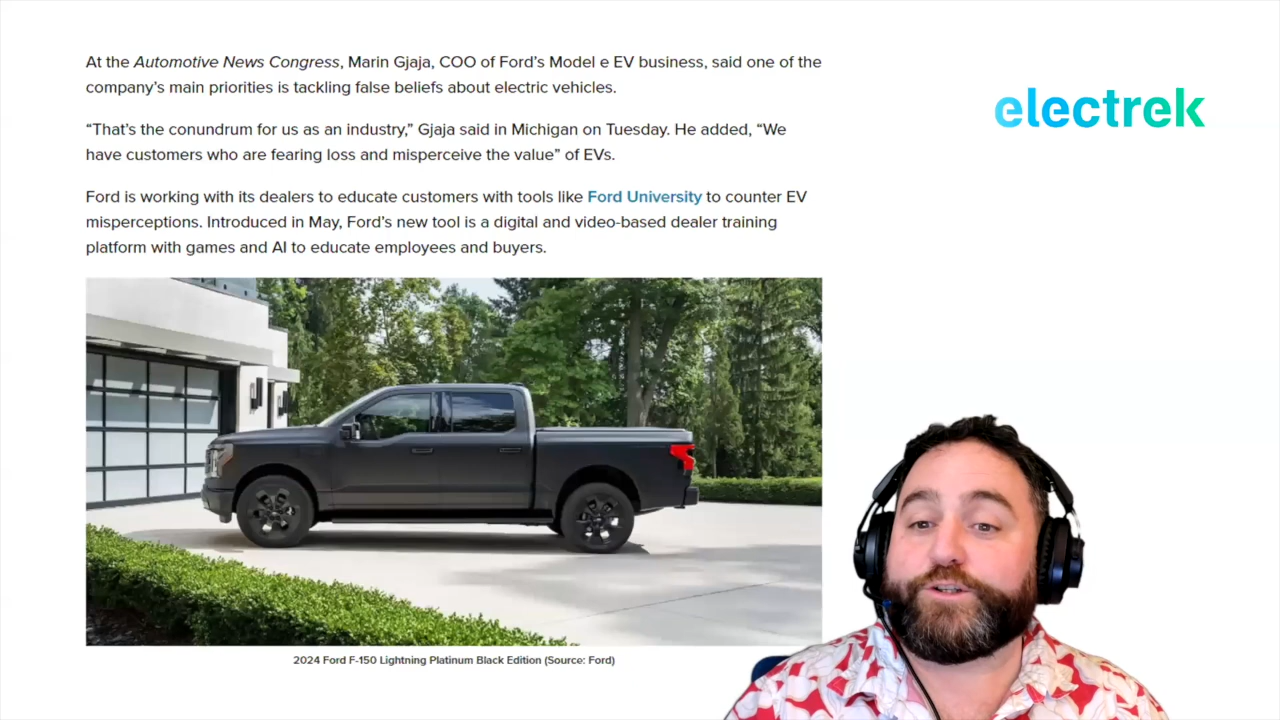 At the Automotive News Congress, Marin Gjaja, COO of Ford’s Model e EV business, said one of the
company’s main priorities is tackling false beliefs about electric vehicles.
“That’s the conundrum for us as an industry,” Gjaja said in Michigan on Tuesday. He added, “We
have customers who are fearing loss and misperceive the value” of EVs.
Ford is working with its dealers to educate customers with tools like Ford University to counter EV
misperceptions. Introduced in May, Ford’s new tool is a digital and video-based dealer training
platform with games and AI to educate employees and buyers.
electrek
2024 Ford F-150 Lightning Platinum Black Edition (Source: Ford)